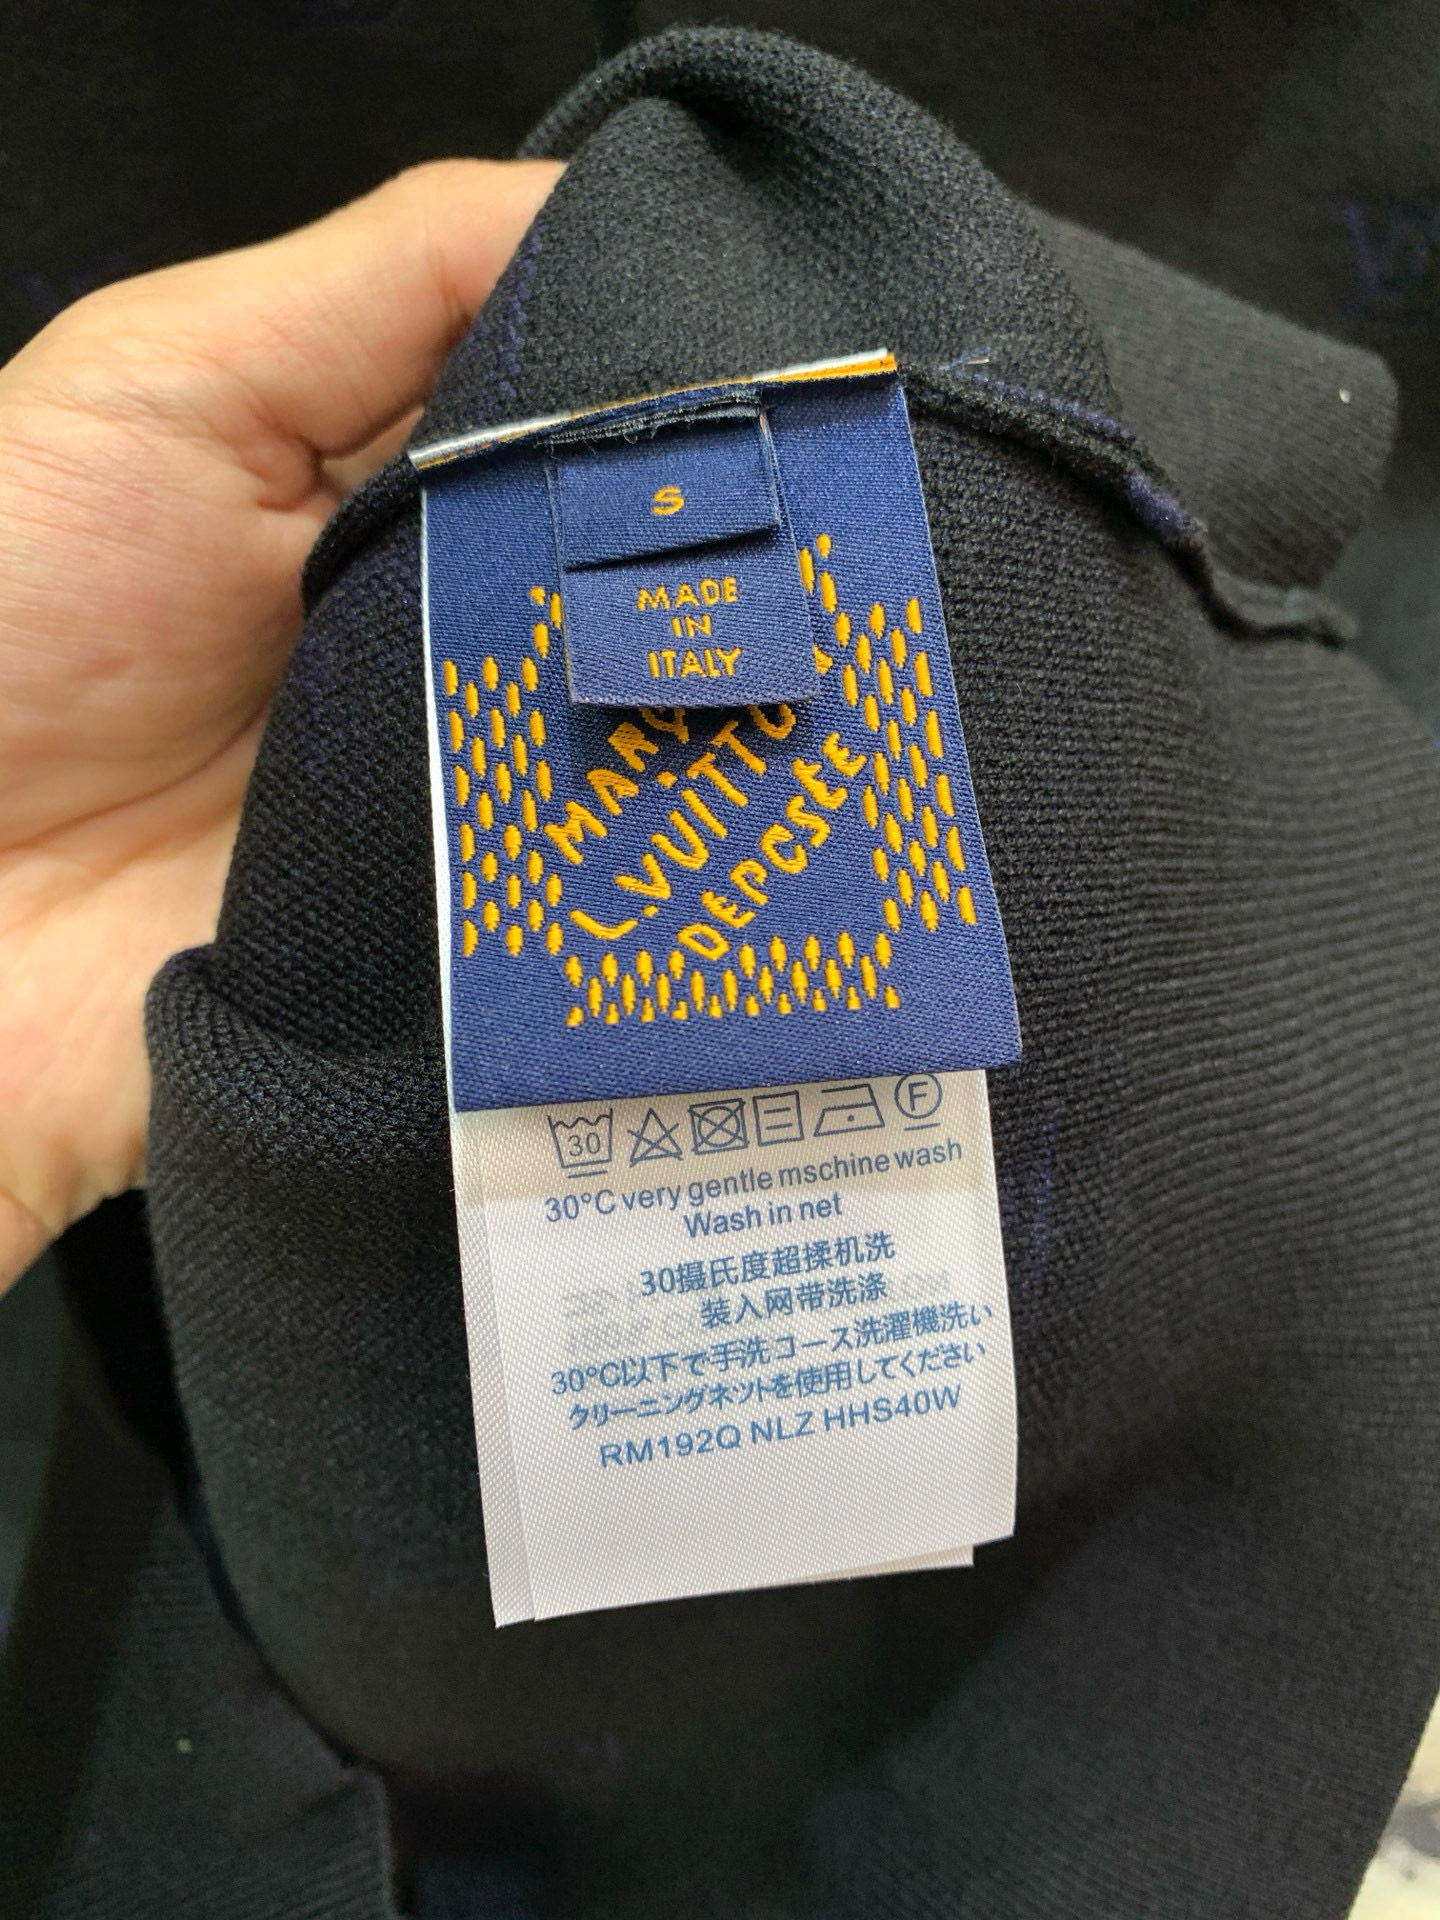 S
MADE
IN
ITALY
L.VUITTO
DEPOSEE
30
F
30°C very gentle mschine wash
Wash in net
30摄氏度超揉机洗
装入网带洗涤
30℃以下で手洗コース洗濯機洗い
クリーニングネットを使用してください
RM192Q NLZ HHS40W